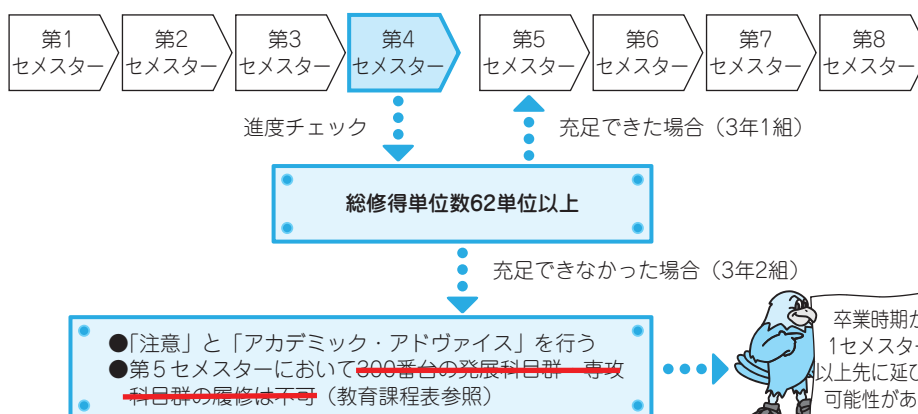 第1
セメスター
第2
セメスター
第3
セメスター
第4
セメスター
第5
セメスター
第6
セメスター
第7
セメスター
第8
セメスター
進度チェック
充足できた場合（3年1組）
総修得単位数62単位以上
充足できなかった場合（3年2組）
●「注意」と「アカデミック・アドヴァイス」を行う
●第5セメスターにおいて300番台の発展科目群 専攻
科目群の履修は不可（教育課程表参照）
卒業時期が
1セメスター
以上先に延び
可能性があ